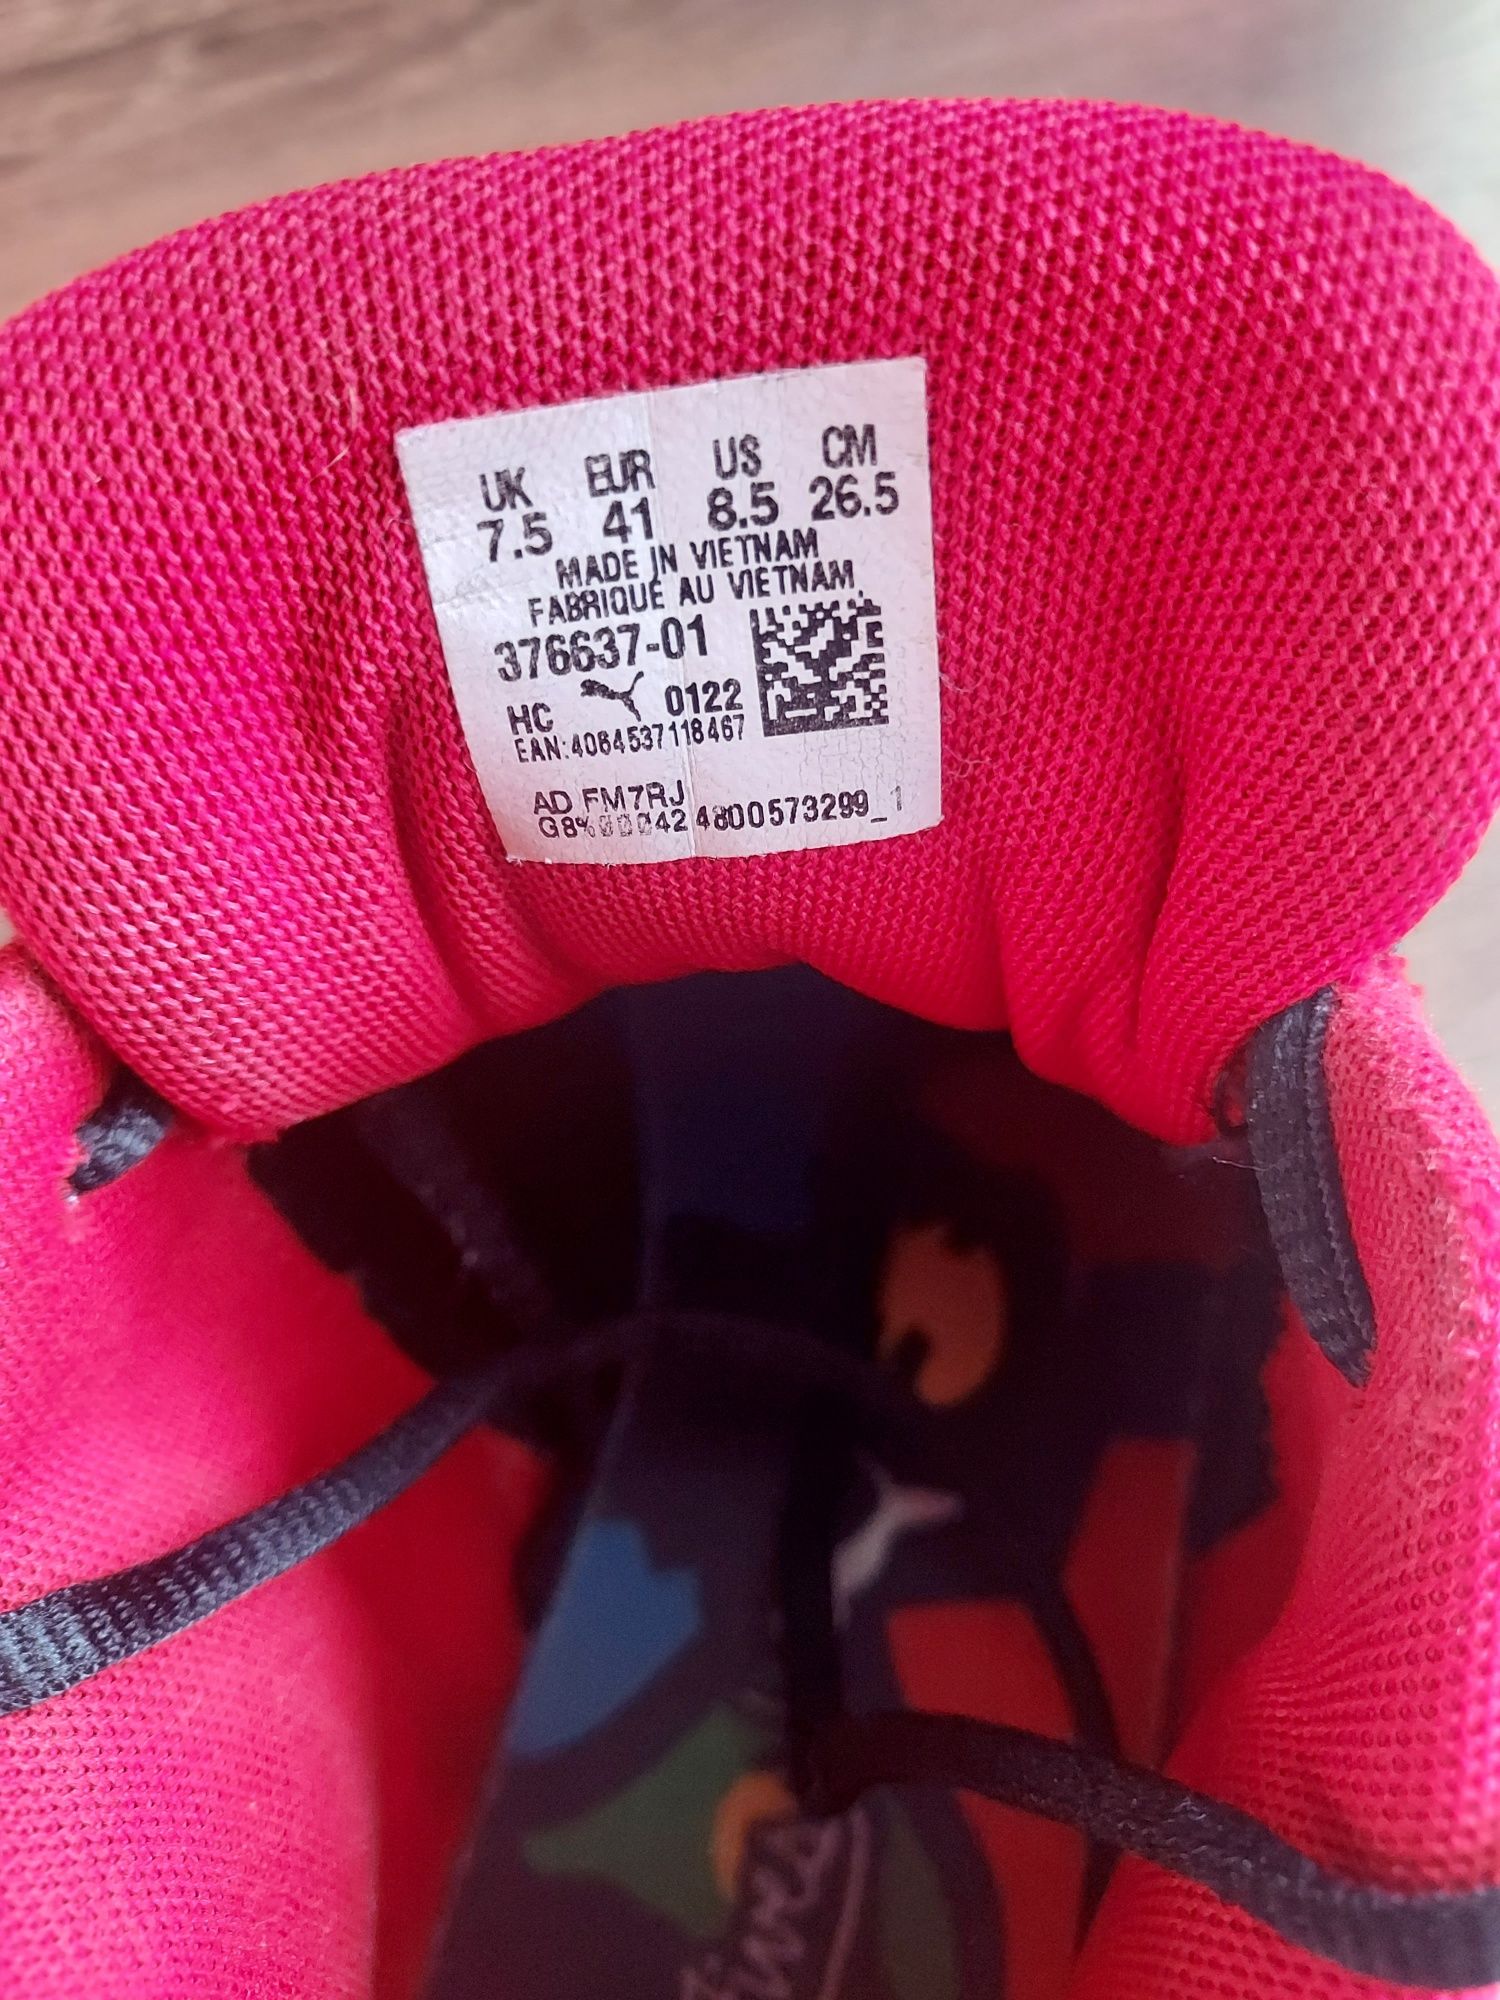 UK EUR US CM
7.5 41 8.5 26.5
MADE IN VIETNAM
FABRIQUÉ AU VIETNAM
376637-01
HC 0122
EAN:4064537118467
AD FM7RJ
42 4800573299_1